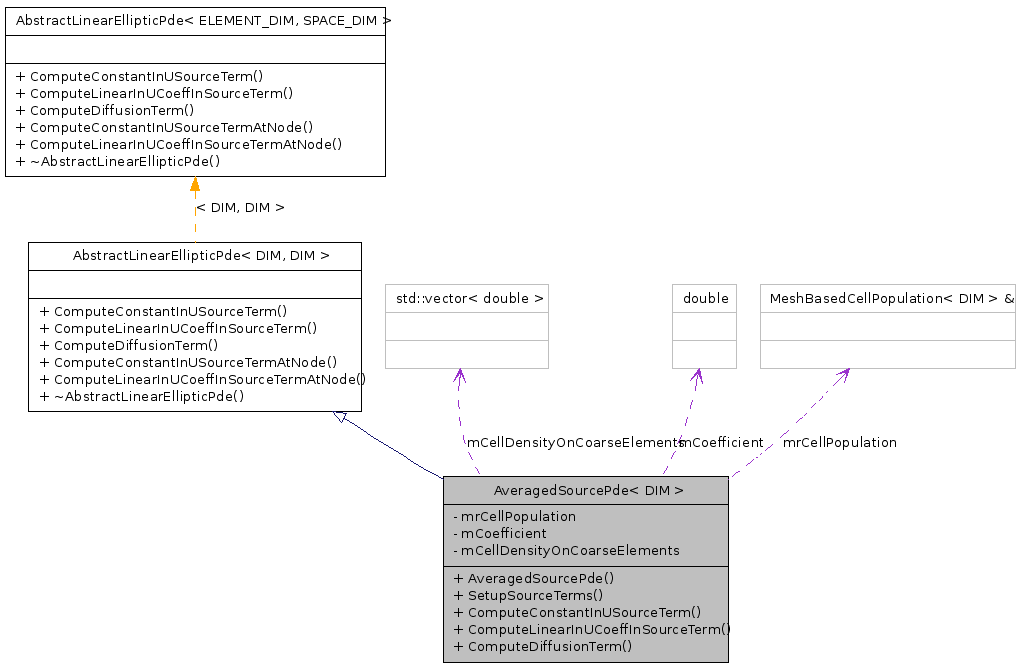 AbstractLinearEllipticPde< ELEMENT_DIM, SPACE_DIM >
+ ComputeConstantInUSourceTerm()
+ ComputeLinearInUCoeffInSourceTerm()
+ ComputeDiffusionTerm()
+ ComputeConstantInUSourceTermAtNode()
+ ComputeLinearInUCoeffInSourceTermAtNode()
+ ~AbstractLinearEllipticPde()
< DIM, DIM >
AbstractLinearEllipticPde< DIM, DIM >
+ ComputeConstantInUSourceTerm()
+ ComputeLinearInUCoeffInSourceTerm()
+ ComputeDiffusionTerm()
+ ComputeConstantInUSourceTermAtNode()
+ ComputeLinearInUCoeffInSourceTermAtNode()
+ ~AbstractLinearEllipticPde()
std::vector< double >
double
MeshBasedCellPopulation< DIM > &
mCellDensityOnCoarseElements
mCoefficient
mrCellPopulation
AveragedSourcePde< DIM >
- mrCellPopulation
- mCoefficient
- mCellDensityOnCoarseElements
+ AveragedSourcePde()
+ SetupSourceTerms()
+ ComputeConstantInUSourceTerm()
+ ComputeLinearInUCoeffInSourceTerm()
+ ComputeDiffusionTerm()